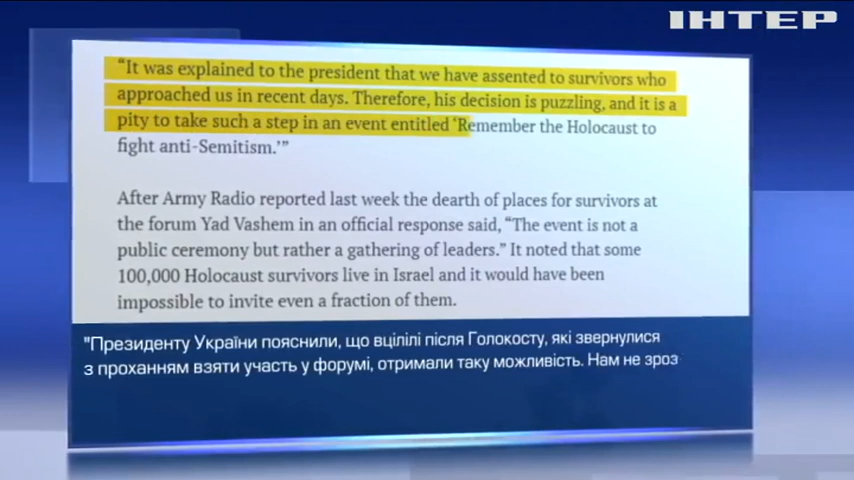 ІНТЕР
“It was explained to the president that we have assented to survivors who
approached us in recent days. Therefore, his decision is puzzling, and it is a
pity to take such a step in an event entitled ‘Remember the Holocaust to
fight anti-Semitism.’”
After Army Radio reported last week the dearth of places for survivors at
the forum Yad Vashem in an official response said, “The event is not a
public ceremony but rather a gathering of leaders.” It noted that some
100,000 Holocaust survivors live in Israel and it would have been
impossible to invite even a fraction of them.
"Президенту України пояснили, що вцілілі після Голокосту, які звернулися
з проханням взяти участь у форумі, отримали таку можливість. Нам не зроз